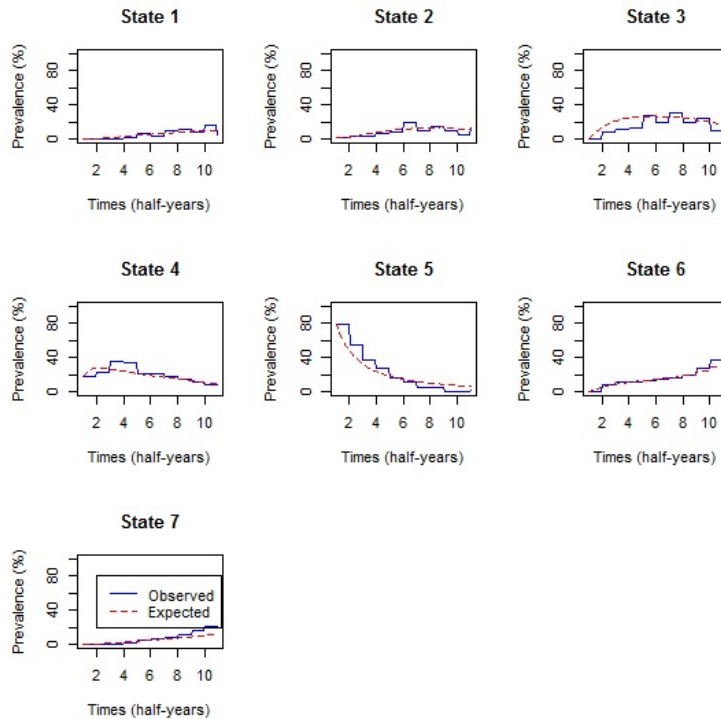 State 1
State 2
State 3
Prevalence (%)
0 40 80
2 4 6 8 10
Times (half-years)
Prevalence (%)
0 40 80
2 4 6 8 10
Times (half-years)
Prevalence (%)
0 40 80
2 4 6 8 10
Times (half-years)
State 4
State 5
State 6
Prevalence (%)
0 40 80
2 4 6 8 10
Times (half-years)
Prevalence (%)
0 40 80
2 4 6 8 10
Times (half-years)
Prevalence (%)
0 40 80
2 4 6 8 10
Times (half-years)
State 7
Prevalence (%)
0 40 80
Observed
Expected
2 4 6 8 10
Times (half-years)